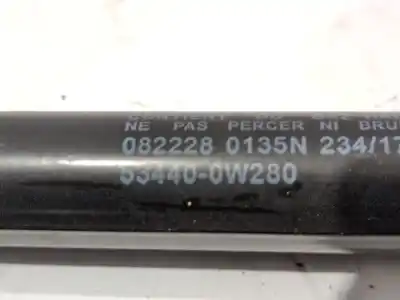 NE PAS PERCER NI BRU
082228 0135N 234/17
53440-0W280